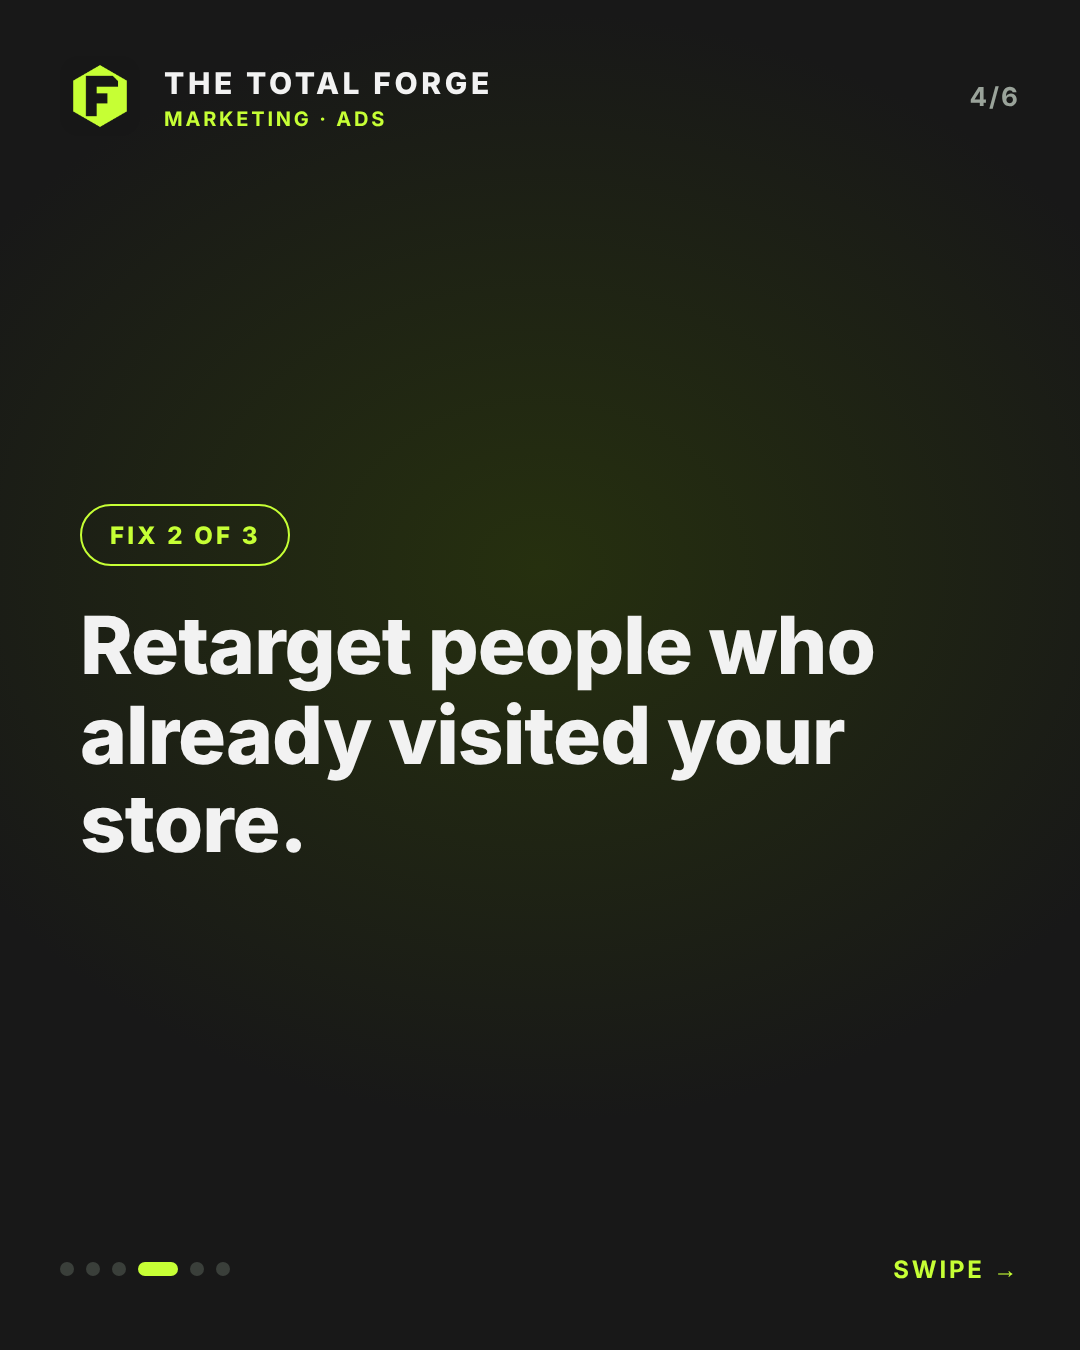 THE TOTAL FORGE
MARKETING · ADS
4/6
FIX 2 OF 3
Retarget people who
already visited your
store.
SWIPE →